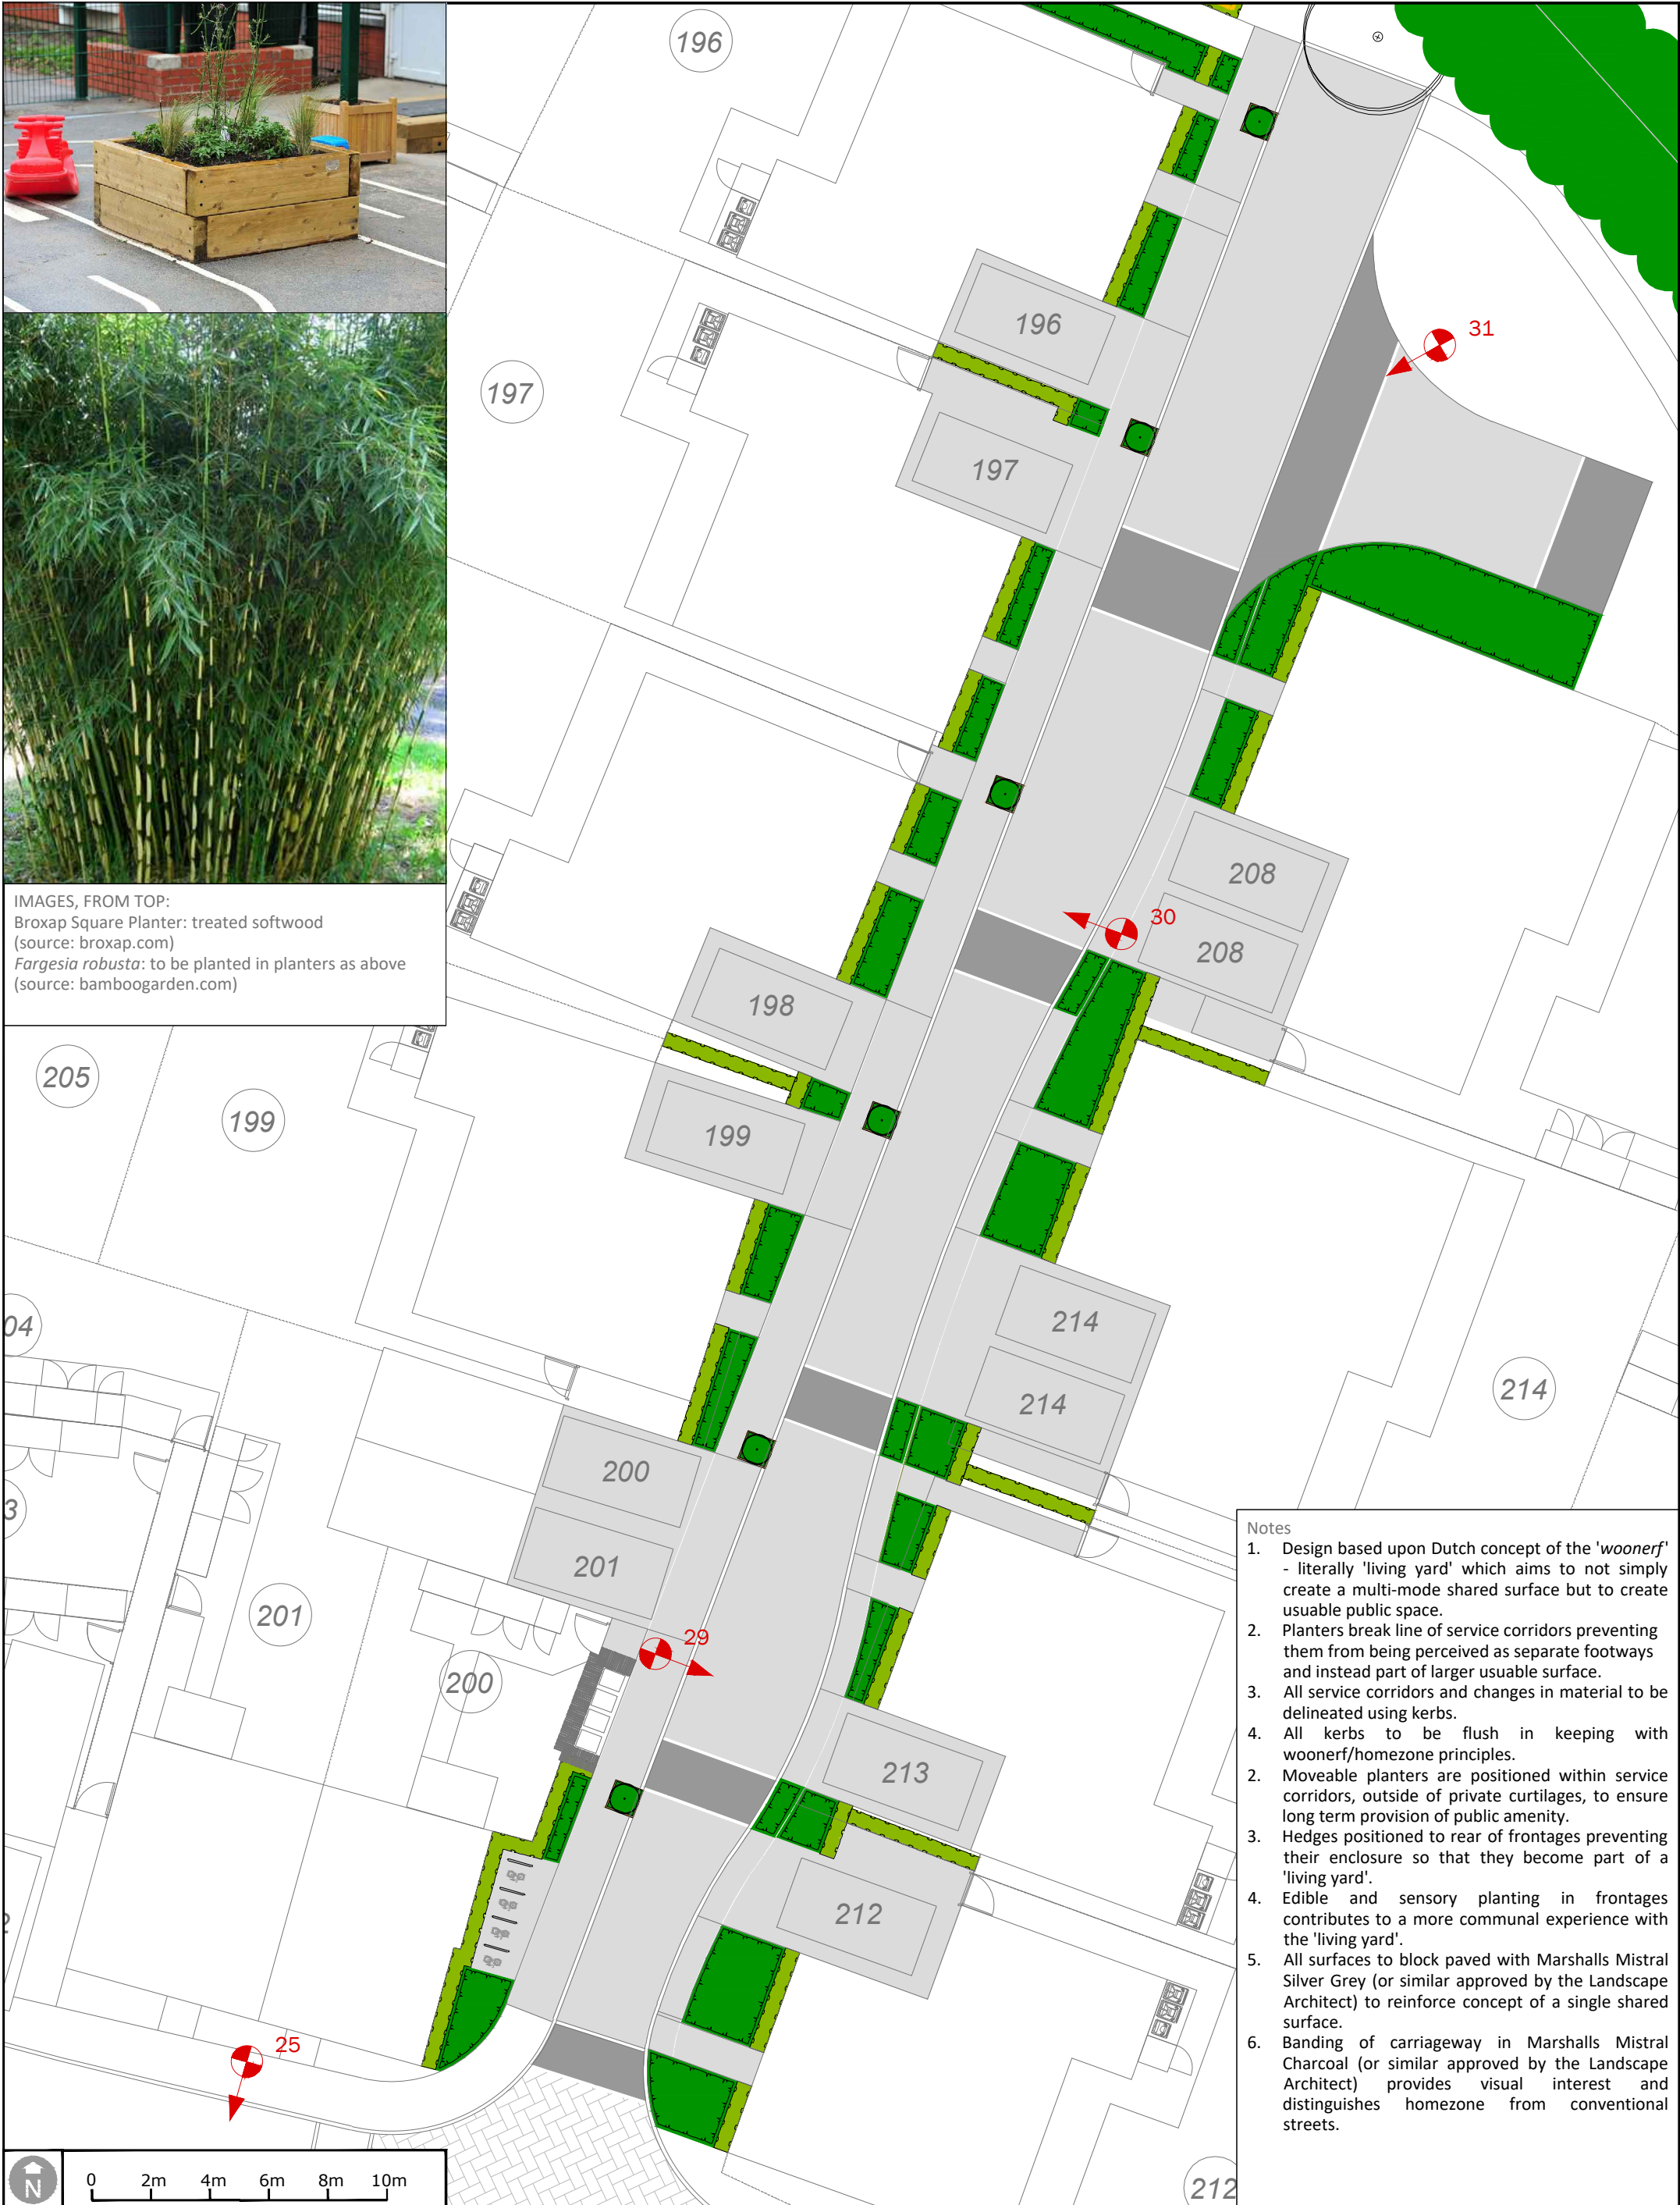 196
31
196
197
197
208
30
208
IMAGES, FROM TOP:
Broxap Square Planter: treated softwood
(source: broxap.com)
Fargesia robusta: to be planted in planters as above
(source: bamboogarden.com)
198
205
199
199
04
214
214
214
200
3
201
201
29
200
213
212
25
212
Notes
1. Design based upon Dutch concept of the 'woonerf'
- literally 'living yard' which aims to not simply
create a multi-mode shared surface but to create
usuable public space.
2. Planters break line of service corridors preventing
them from being perceived as separate footways
and instead part of larger usuable surface.
3. All service corridors and changes in material to be
delineated using kerbs.
4. All kerbs to be flush in keeping with
woonerf/homezone principles.
2. Moveable planters are positioned within service
corridors, outside of private curtilages, to ensure
long term provision of public amenity.
3. Hedges positioned to rear of frontages preventing
their enclosure so that they become part of a
'living yard'.
4. Edible and sensory planting in frontages
contributes to a more communal experience with
the 'living yard'.
5. All surfaces to block paved with Marshalls Mistral
Silver Grey (or similar approved by the Landscape
Architect) to reinforce concept of a single shared
surface.
6. Banding of carriageway in Marshalls Mistral
Charcoal (or similar approved by the Landscape
Architect) provides visual interest and
distinguishes homezone from conventional
streets.
N
0 2m 4m 6m 8m 10m